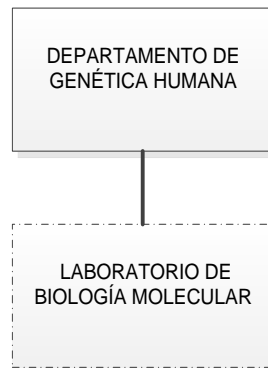 DEPARTAMENTO DE
GENÉTICA HUMANA
LABORATORIO DE
BIOLOGÍA MOLECULAR